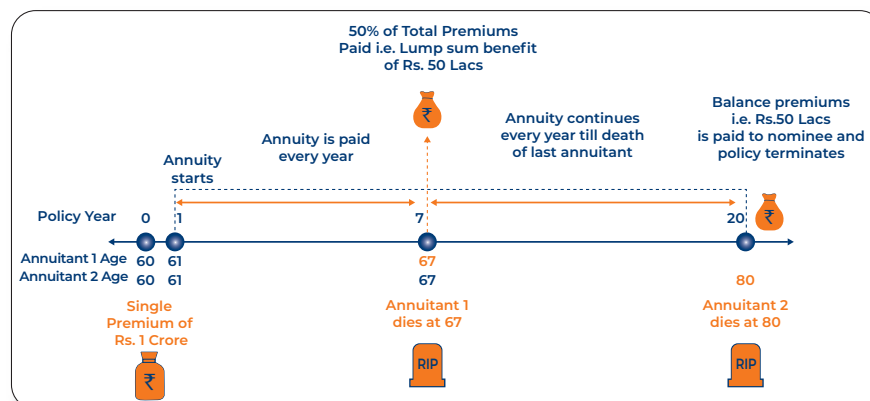 50% of Total Premiums
Paid i.e. Lump sum benefit
of Rs. 50 Lacs
₹
Annuity
starts
Annuity is paid
every year
Annuity continues
every year till death
of last annuitant
Balance premiums
i.e. Rs.50 Lacs
is paid to nominee and
policy terminates
₹
Policy Year 0 1 7 20
Annuitant 1 Age 60 61 67
Annuitant 2 Age 60 61 67 80
Single
Premium of
Rs. 1 Crore
₹
Annuitant 1
dies at 67
RIP
Annuitant 2
dies at 80
RIP